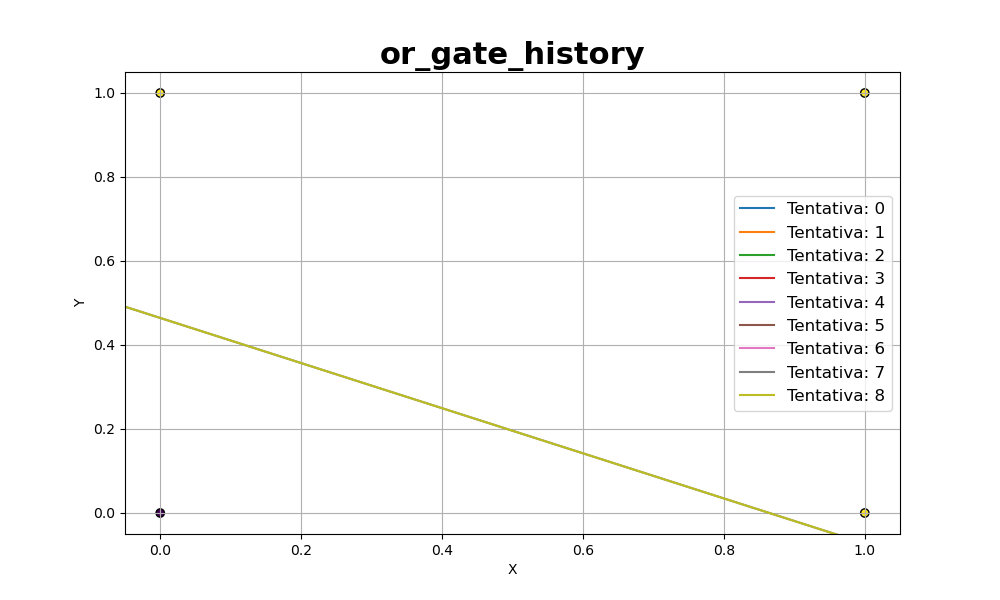 or_gate_history
1.0
0.8
0.6
0.4
0.2
0.0
Y
Tentativa: 0
Tentativa: 1
Tentativa: 2
Tentativa: 3
Tentativa: 4
Tentativa: 5
Tentativa: 6
Tentativa: 7
Tentativa: 8
0.0 0.2 0.4 0.6 0.8 1.0
X